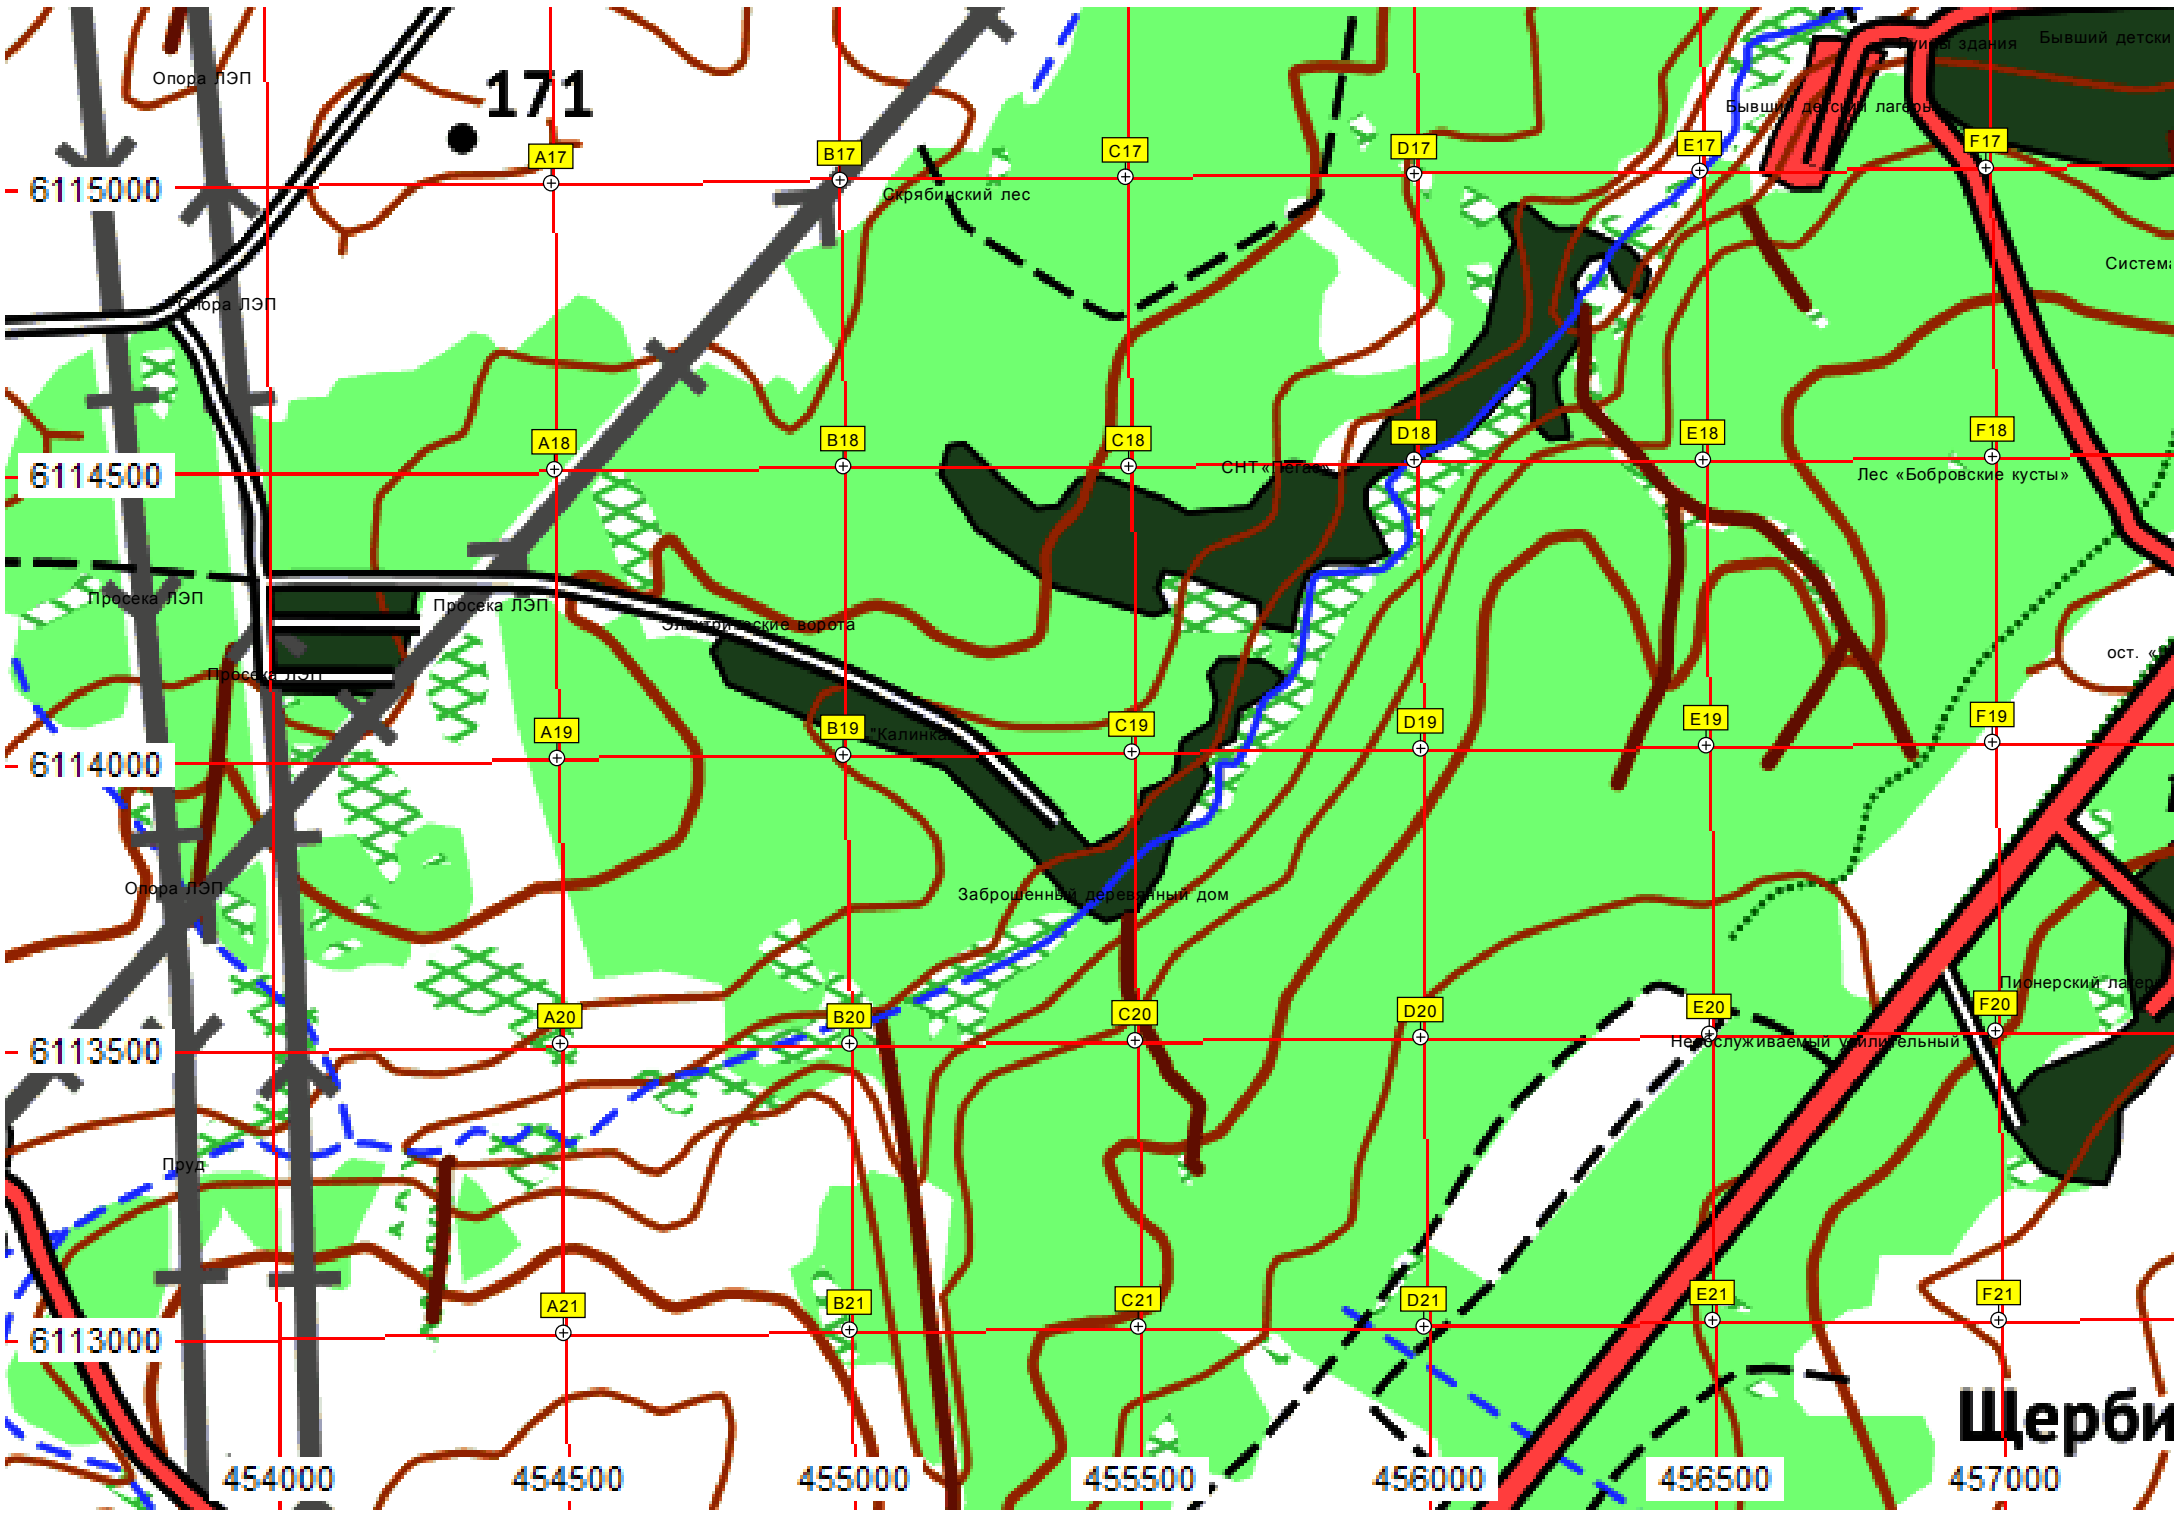 Опора ЛЭП
171
здания
Бывший детски
Бывший детский лагерь
A17
B17
C17
D17
E17
F17
6115000
Скрябинский лес
Система
Опора ЛЭП
A18
B18
C18
D18
E18
F18
6114500
СНТ «Пегас»
Лес «Бобровские кусты»
Просека ЛЭП
Просека ЛЭП
Электрические ворота
Просека ЛЭП
ост. «
A19
B19
C19
D19
E19
F19
"Калинка"
6114000
Опора ЛЭП
Заброшенный деревянный дом
Пионерский лагерь
A20
B20
C20
D20
E20
F20
6113500
Необслуживаемый усилительный
Пруд
A21
B21
C21
D21
E21
F21
6113000
Щерби
454000
454500
455000
455500
456000
456500
457000